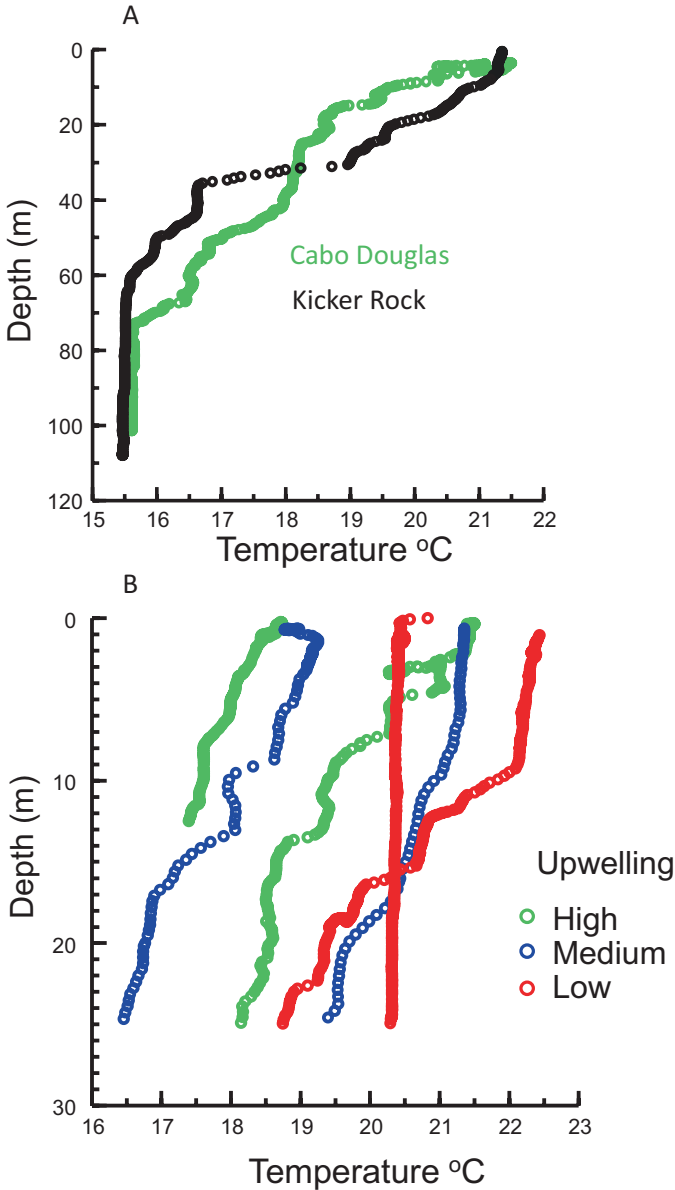 A
0
20
40
60
80
100
120
Depth (m)
Cabo Douglas
Kicker Rock
15 16 17 18 19 20 21 22
Temperature ᵒC
B
0
10
20
30
Depth (m)
Upwelling
High
Medium
Low
16 17 18 19 20 21 22 23
Temperature ᵒC